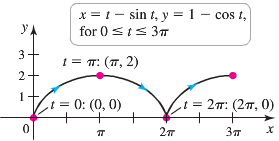 x = t − sin t, y = 1 − cos t,
for 0 ≤ t ≤ 3π
y
3
t = π: (π, 2)
2
1
t = 0: (0, 0)
t = 2π: (2π, 0)
0
π
2π
3π
x